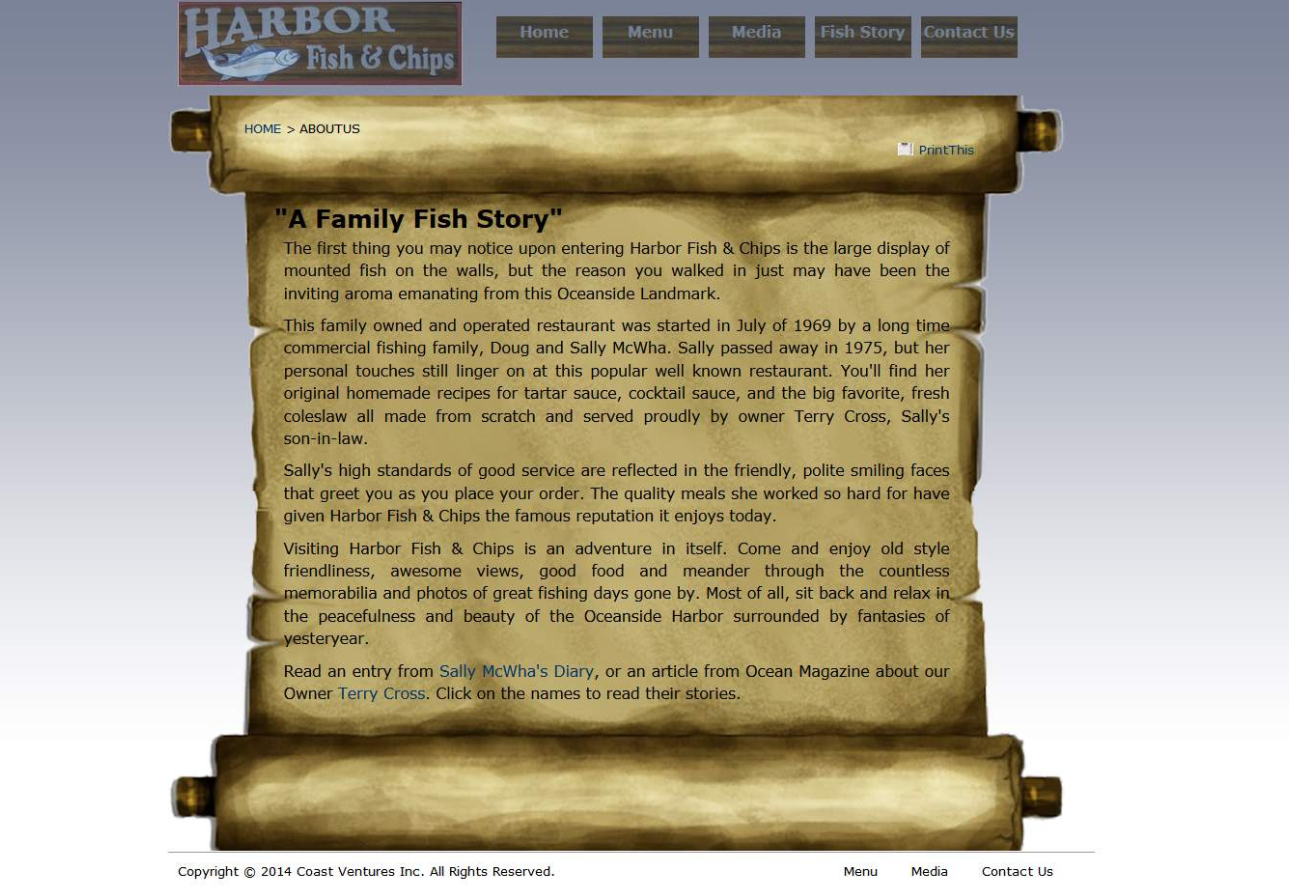 HARBOR
Fish & Chips
Home Menu Media Fish Story Contact Us
HOME > ABOUTUS
PrintThis
"A Family Fish Story"
The first thing you may notice upon entering Harbor Fish & Chips is the large display of
mounted fish on the walls, but the reason you walked in just may have been the
inviting aroma emanating from this Oceanside Landmark.
This family owned and operated restaurant was started in July of 1969 by a long time
commercial fishing family, Doug and Sally McWha. Sally passed away in 1975, but her
personal touches still linger on at this popular well known restaurant. You'll find her
original homemade recipes for tartar sauce, cocktail sauce, and the big favorite, fresh
coleslaw all made from scratch and served proudly by owner Terry Cross, Sally's
son-in-law.
Sally's high standards of good service are reflected in the friendly, polite smiling faces
that greet you as you place your order. The quality meals she worked so hard for have
given Harbor Fish & Chips the famous reputation it enjoys today.
Visiting Harbor Fish & Chips is an adventure in itself. Come and enjoy old style
friendliness, awesome views, good food and meander through the countless
memorabilia and photos of great fishing days gone by. Most of all, sit back and relax in
the peacefulness and beauty of the Oceanside Harbor surrounded by fantasies of
yesteryear.
Read an entry from Sally McWha's Diary, or an article from Ocean Magazine about our
Owner Terry Cross. Click on the names to read their stories.
Copyright © 2014 Coast Ventures Inc. All Rights Reserved. Menu Media Contact Us